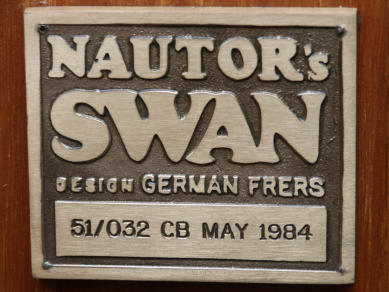 NAUTOR's
SWAN
DESIGN GERMAN FRERS
51/032 CB MAY 1984